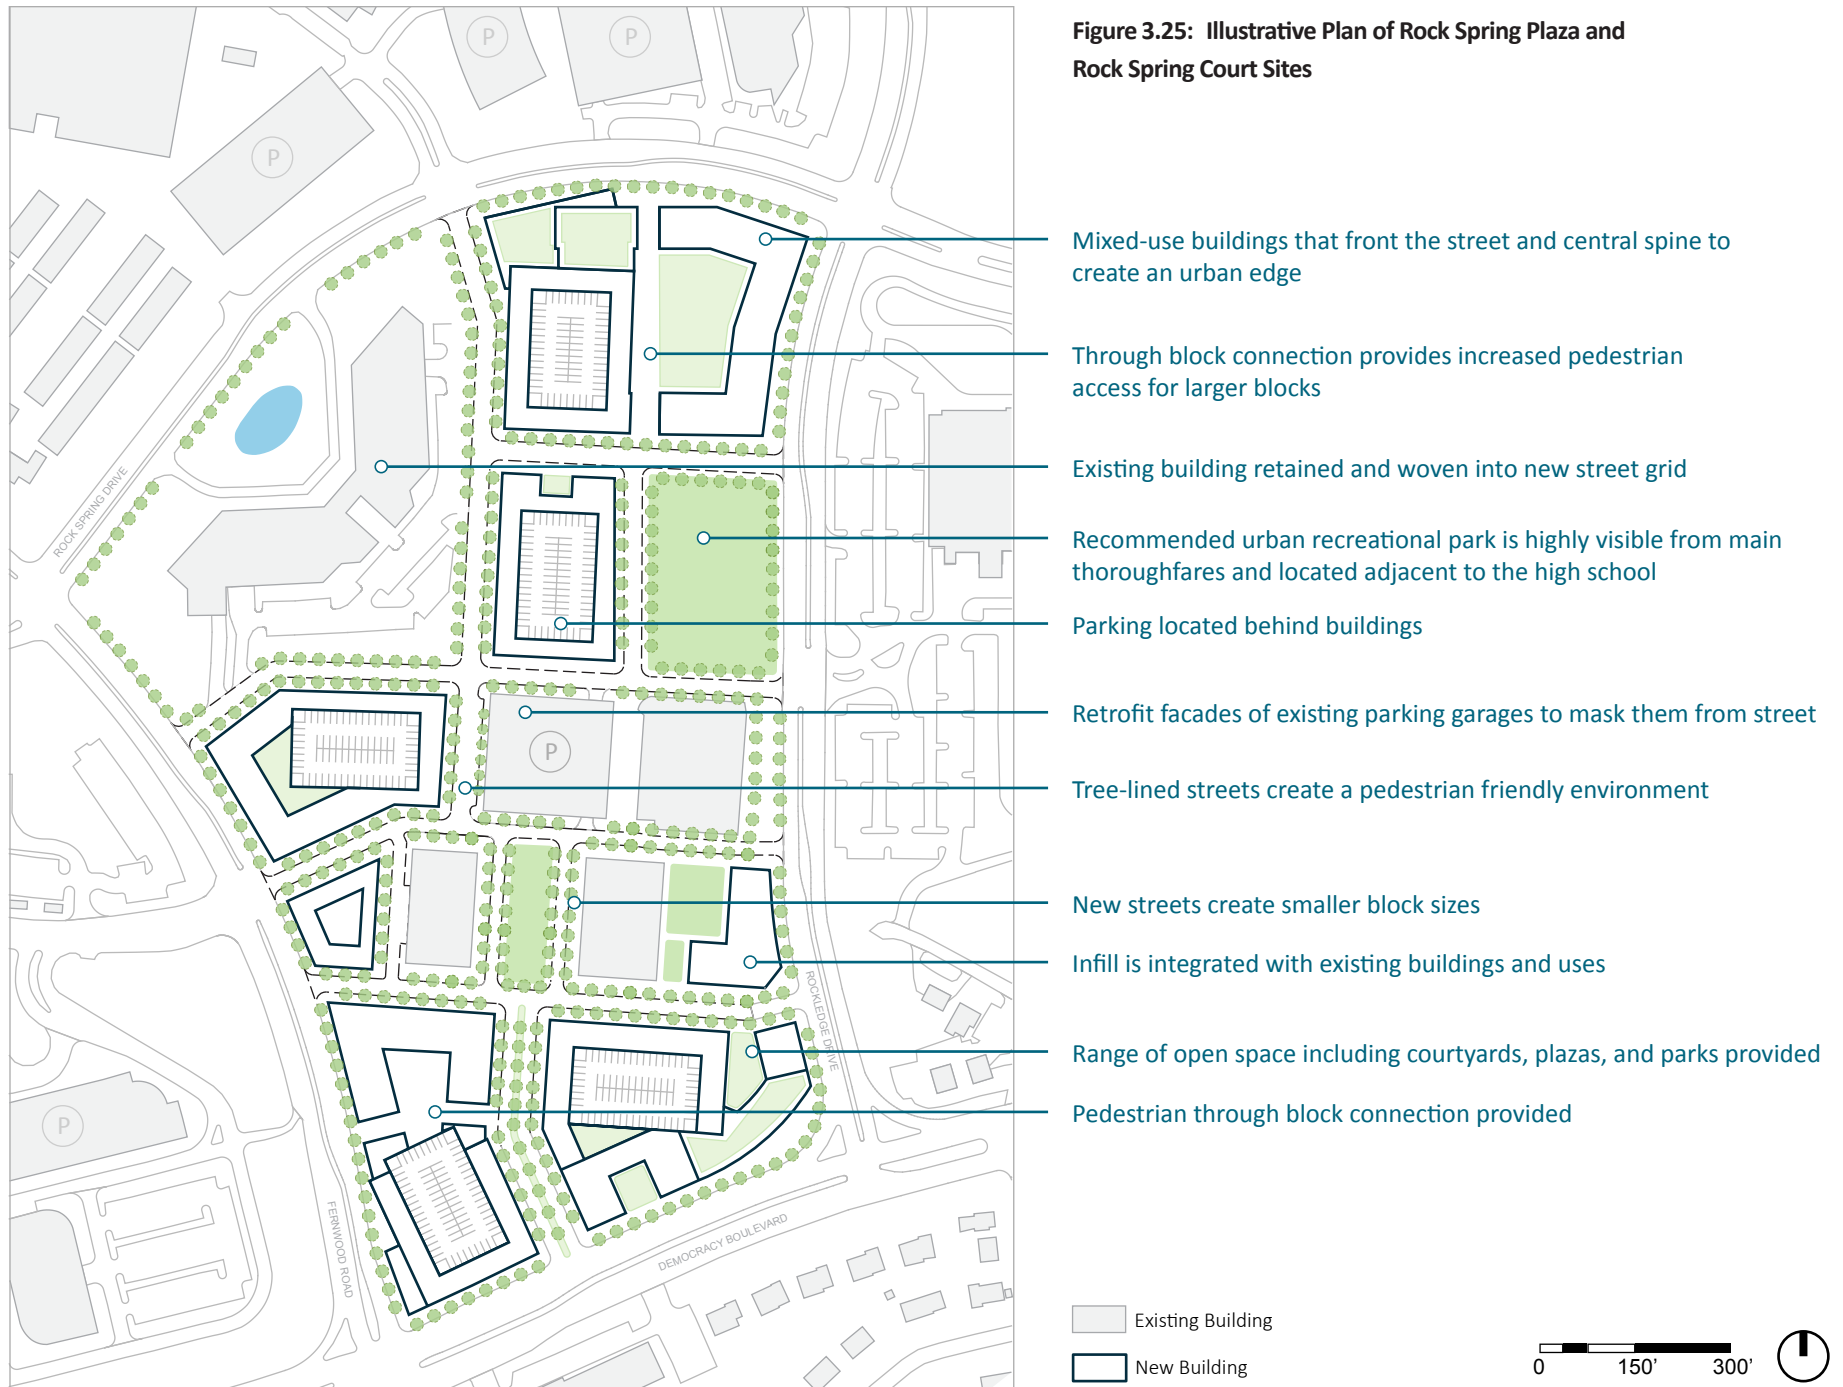 Figure 3.25: Illustrative Plan of Rock Spring Plaza and
Rock Spring Court Sites
P
P
P
Mixed-use buildings that front the street and central spine to
create an urban edge
Through block connection provides increased pedestrian
access for larger blocks
Existing building retained and woven into new street grid
ROCK SPRING DRIVE
Recommended urban recreational park is highly visible from main
thoroughfares and located adjacent to the high school
Parking located behind buildings
Retrofit facades of existing parking garages to mask them from street
P
Tree-lined streets create a pedestrian friendly environment
New streets create smaller block sizes
Infill is integrated with existing buildings and uses
ROCKLEDGE DRIVE
Range of open space including courtyards, plazas, and parks provided
Pedestrian through block connection provided
P
FERNWOOD ROAD
DEMOCRACY BOULEVARD
Existing Building
New Building
0 150' 300'